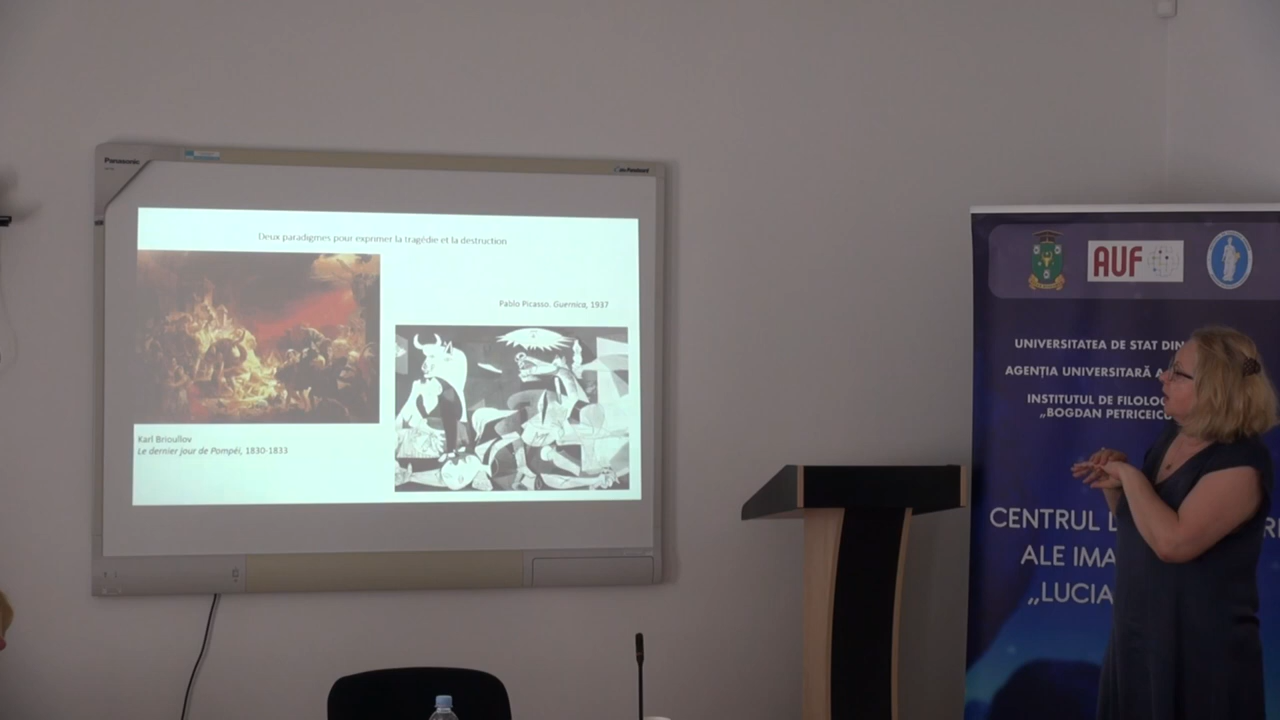 Panasonic
Deux paradigmes pour exprimer la tragédie et la destruction
Pablo Picasso. Guernica, 1937
Karl Brioullov
Le dernier jour de Pompéi, 1830-1833
AUF
UNIVERSITATEA DE STAT DIN
AGENȚIA UNIVERSITARĂ A
INSTITUTUL DE FILOLO
„BOGDAN PETRICEICU
CENTRUL
ALE IMA
„LUCIA